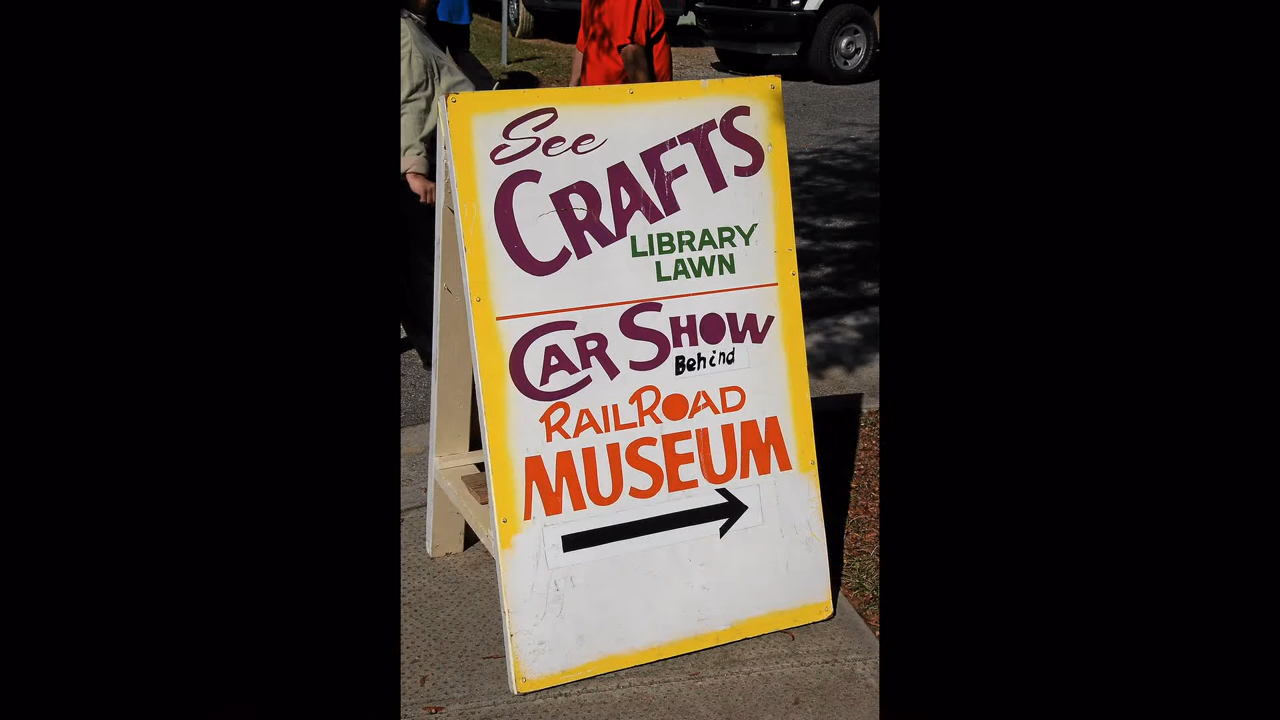 See
CRAFTS
LIBRARY
LAWN
CAR SHOW
Behind
RAILROAD
MUSEUM